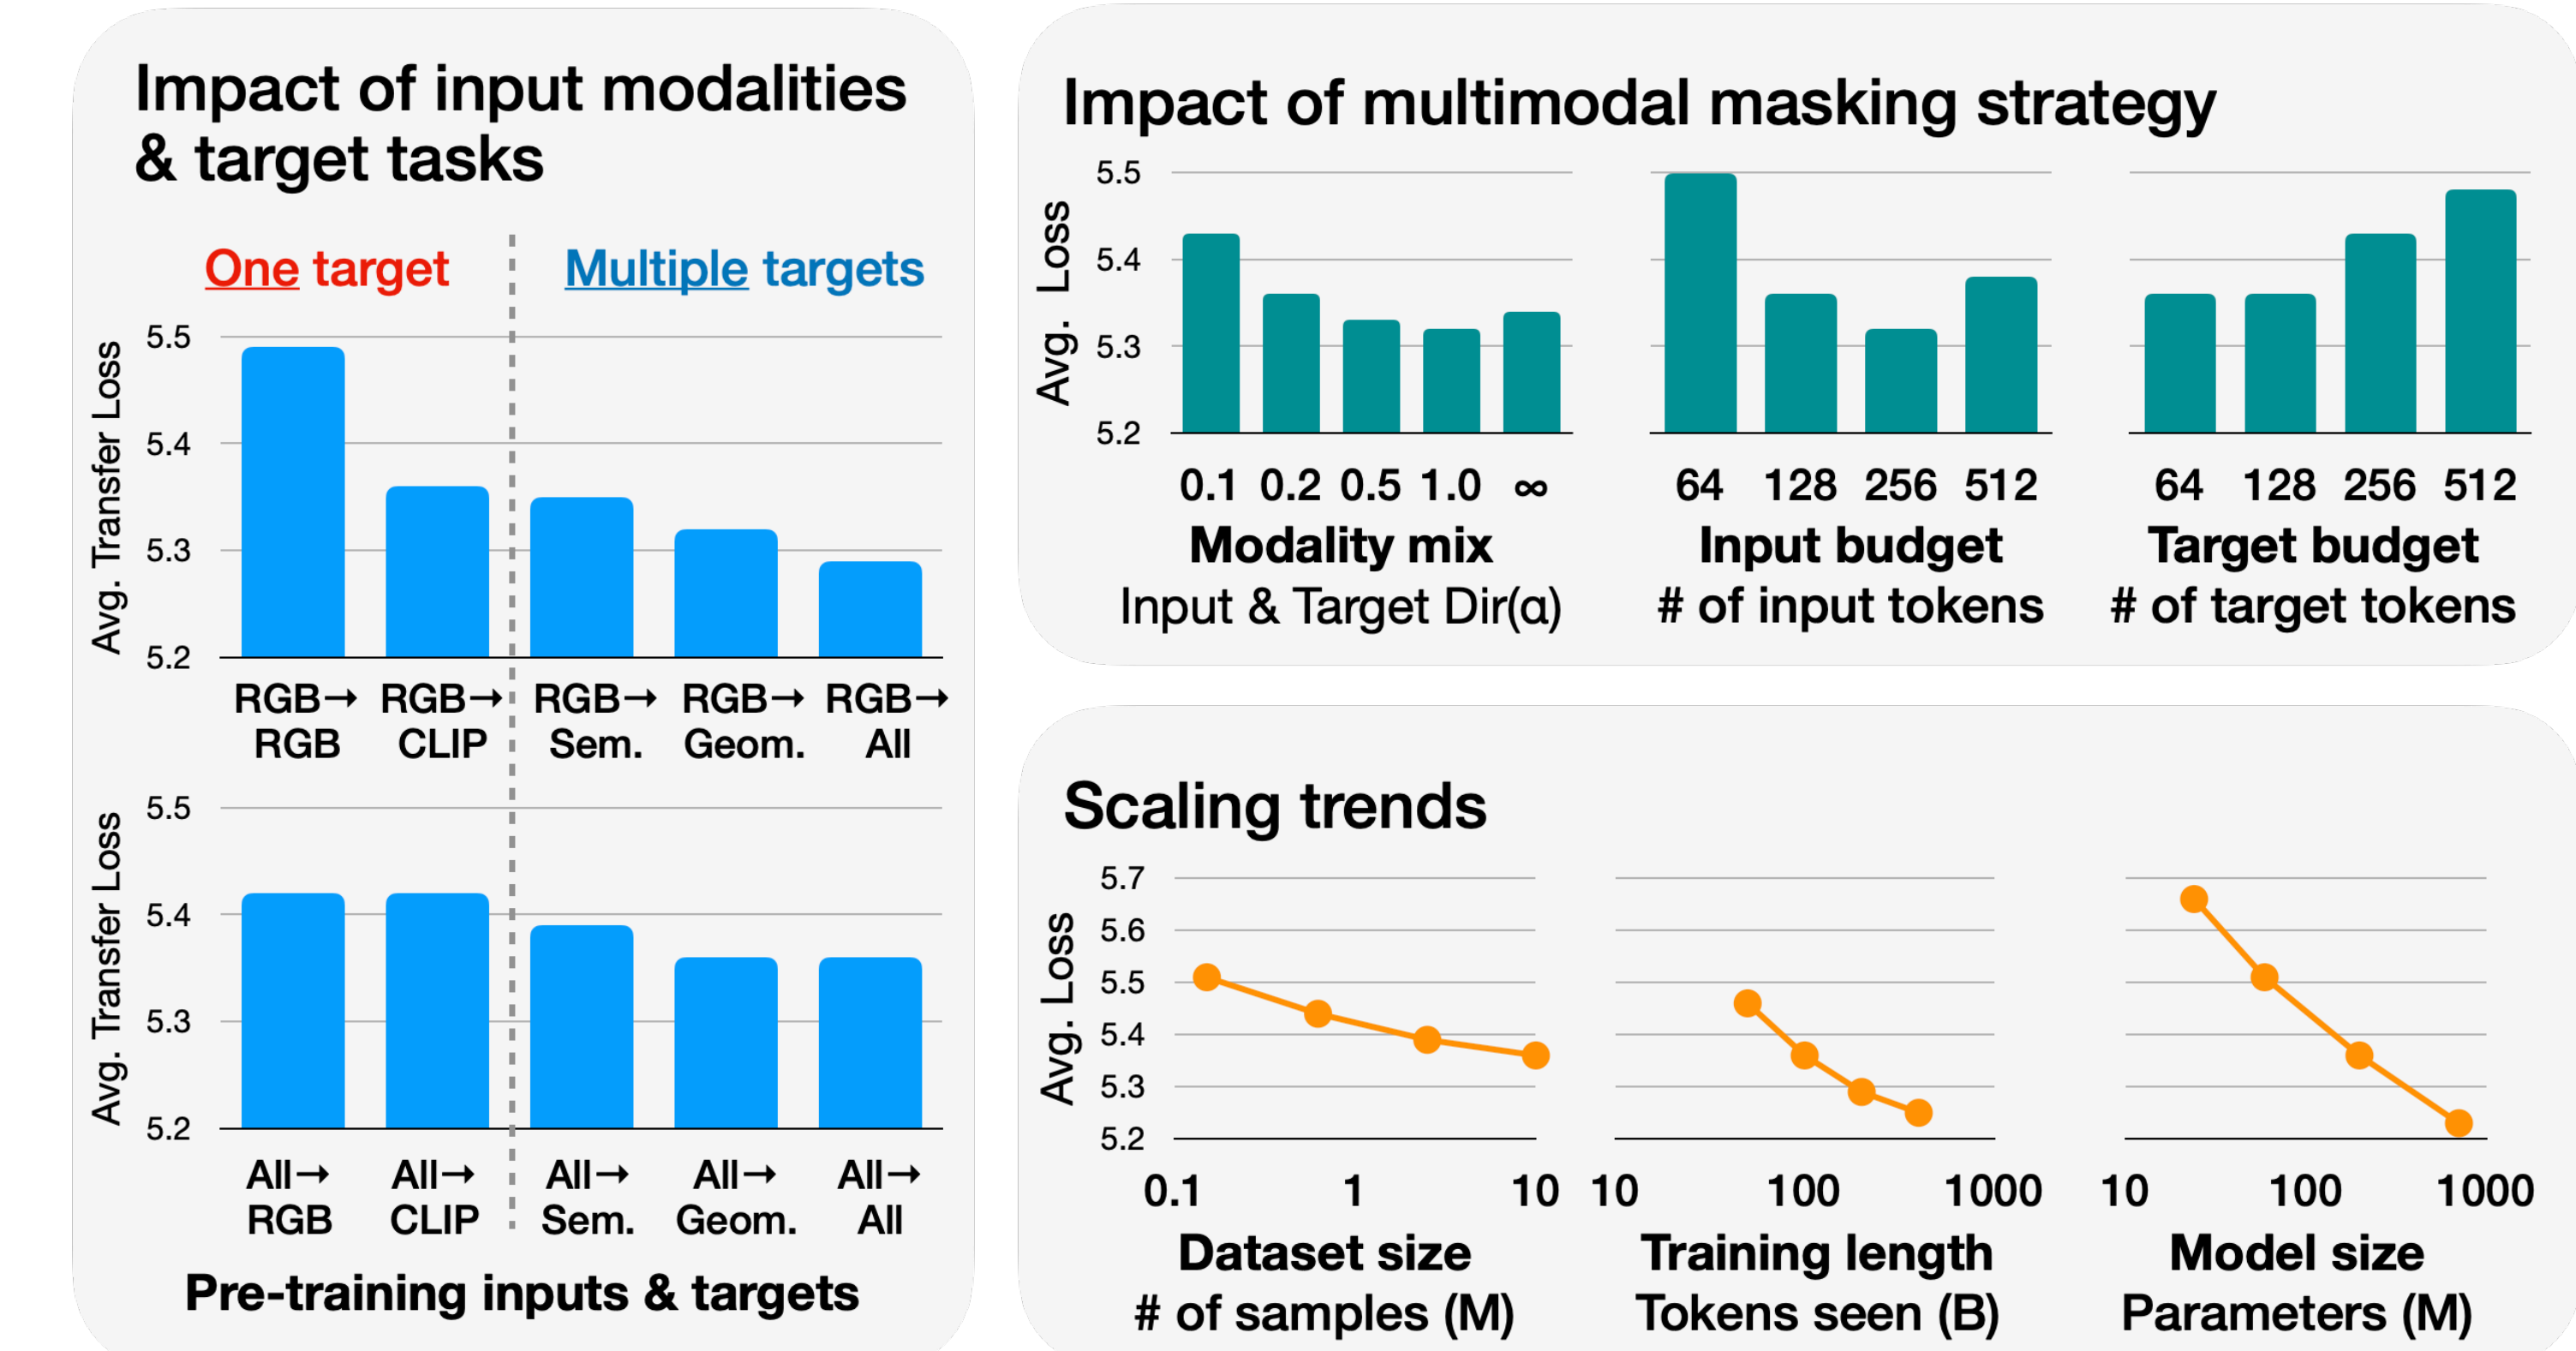 Impact of input modalities
& target tasks
One target
Multiple targets
Avg. Transfer Loss
5.5
5.4
5.3
5.2
RGB→ RGB→ RGB→ RGB→ RGB→
RGB CLIP Sem. Geom. All
Avg. Transfer Loss
5.5
5.4
5.3
5.2
All→ All→ All→ All→ All→
RGB CLIP Sem. Geom. All
Pre-training inputs & targets
Impact of multimodal masking strategy
Avg. Loss
5.5
5.4
5.3
5.2
0.1 0.2 0.5 1.0 ∞
Modality mix
Input & Target Dir(α)
64 128 256 512
Input budget
# of input tokens
64 128 256 512
Target budget
# of target tokens
Scaling trends
Avg. Loss
5.7
5.6
5.5
5.4
5.3
5.2
0.1 1 10
Dataset size
# of samples (M)
10 100 1000
Training length
Tokens seen (B)
10 100 1000
Model size
Parameters (M)